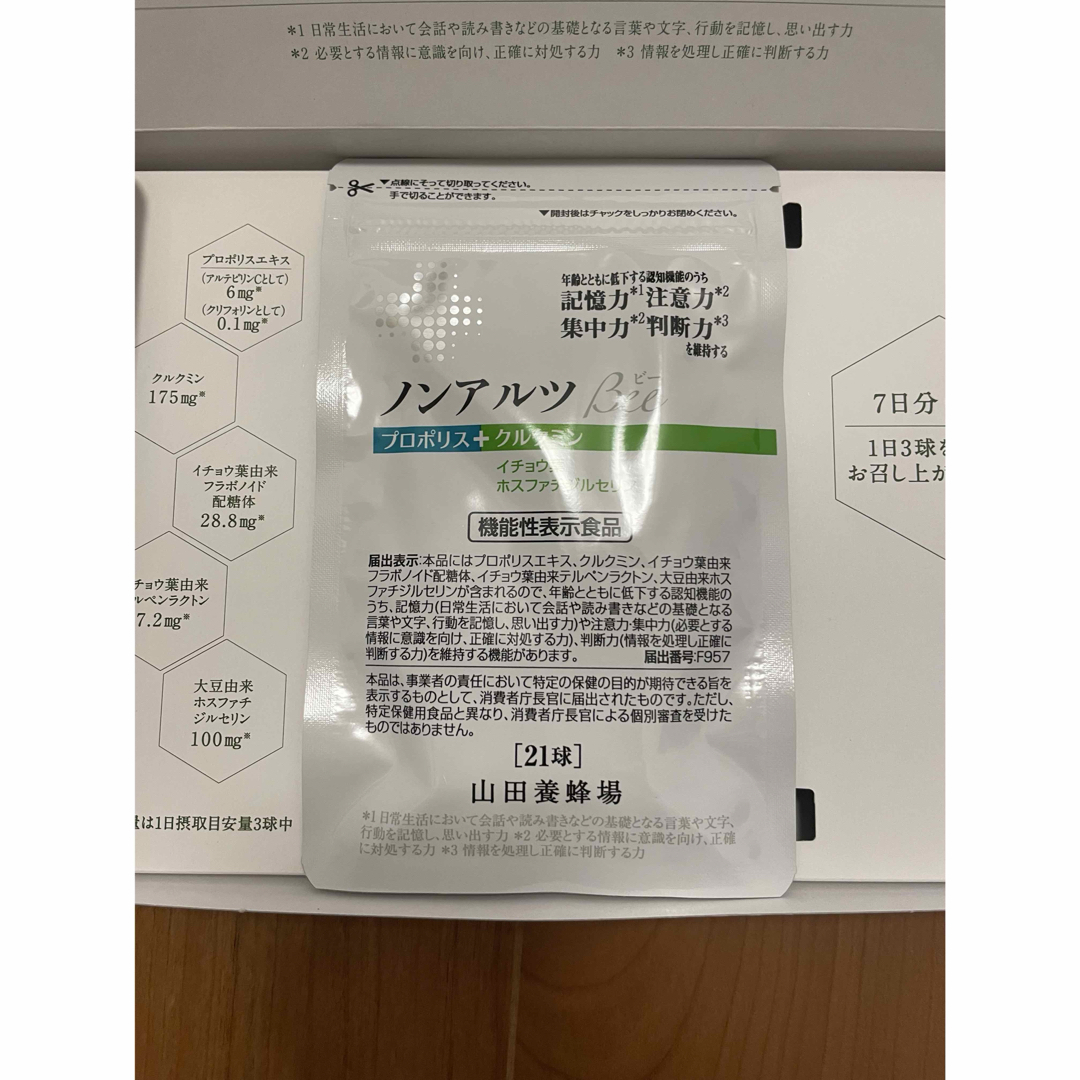 *1 日常生活において会話や読み書きなどの基礎となる言葉や文字、行動を記憶し、思い出す力
*2 必要とする情報に意識を向け、正確に対処する力 *3 情報を処理し正確に判断する力
▼点線にそって切り取ってください。
手で切ることができます。
▼開封後はチャックをしっかりお閉めください。
年齢とともに低下する認知機能のうち
記憶力*1注意力*2
集中力*2判断力*3
を維持する
ノンアルツ Bee
ビー
プロポリス+クルクミン
イチョウ
ホスファチジルセリン
機能性表示食品
届出表示:本品にはプロポリスエキス、クルクミン、イチョウ葉由来
フラボノイド配糖体、イチョウ葉由来テルペンラクトン、大豆由来ホス
ファチジルセリンが含まれるので、年齢とともに低下する認知機能の
うち、記憶力(日常生活において会話や読み書きなどの基礎となる
言葉や文字、行動を記憶し、思い出す力)や注意力・集中力(必要とする
情報に意識を向け、正確に対処する力)、判断力(情報を処理し正確に
判断する力)を維持する機能があります。 届出番号:F957
本品は、事業者の責任において特定の保健の目的が期待できる旨を
表示するものとして、消費者庁長官に届出されたものです。ただし、
特定保健用食品と異なり、消費者庁長官による個別審査を受けた
ものではありません。
[21球]
山田養蜂場
*1日常生活において会話や読み書きなどの基礎となる言葉や文字、
行動を記憶し、思い出す力 *2 必要とする情報に意識を向け、正確
に対処する力 *3 情報を処理し正確に判断する力
プロポリスエキス
(アルテピリンCとして)
6mg※
(クリフォリンとして)
0.1mg※
クルクミン
175mg※
イチョウ葉由来
フラボノイド
配糖体
28.8mg※
チョウ葉由来
ルペンラクトン
7.2mg※
大豆由来
ホスファチ
ジルセリン
100mg※
量は1日摂取目安量3球中
7日分
1日3球を
お召し上が